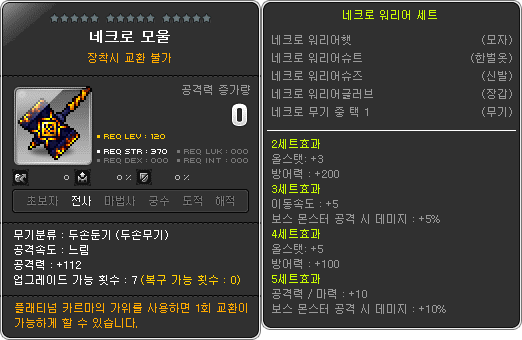 네크로 모울
장착시 교환 불가
공격력 증가량
0
REQ LEV : 120
REQ STR : 370
REQ LUK : 000
REQ DEX : 000
REQ INT : 000
0
0 %
0 %
초보자 전사 마법사 궁수 도적 해적
무기분류 : 두손둔기 (두손무기)
공격속도 : 느림
공격력 : +112
업그레이드 가능 횟수 : 7 (복구 가능 횟수 : 0)
플래티넘 카르마의 가위를 사용하면 1회 교환이
가능하게 할 수 있습니다.
네크로 워리어 세트
네크로 워리어햇 (모자)
네크로 워리어슈트 (한벌옷)
네크로 워리어슈즈 (신발)
네크로 워리어글러브 (장갑)
네크로 무기 중 택 1 (무기)
2세트효과
올스탯: +3
방어력 : +200
3세트효과
이동속도 : +5
보스 몬스터 공격 시 데미지 : +5%
4세트효과
올스탯: +5
방어력 : +100
5세트효과
공격력 / 마력 : +10
보스 몬스터 공격 시 데미지 : +10%